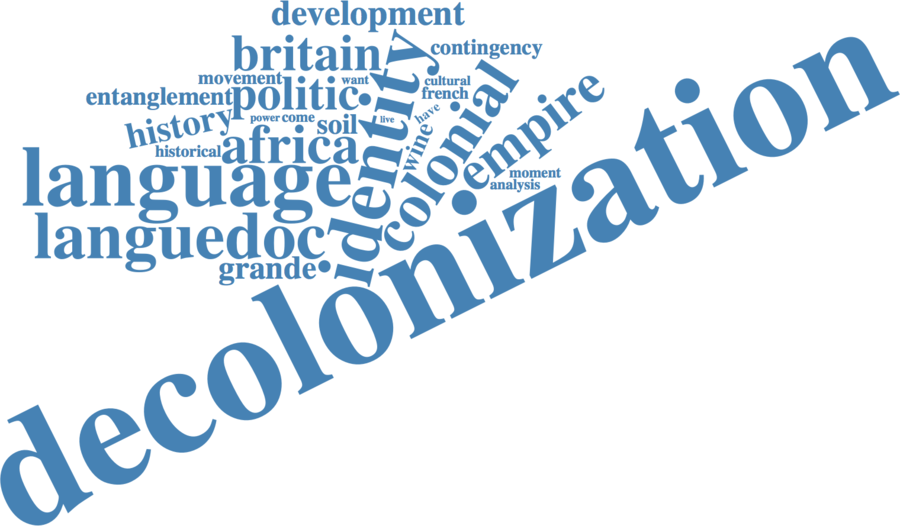 development
britain
contingency
movement
want
cultural
entanglement
politic
french
history
power
come
soil
live
have
identity
historical
africa
wine
colonial
empire
language
moment
analysis
languedoc
grande
decolonization